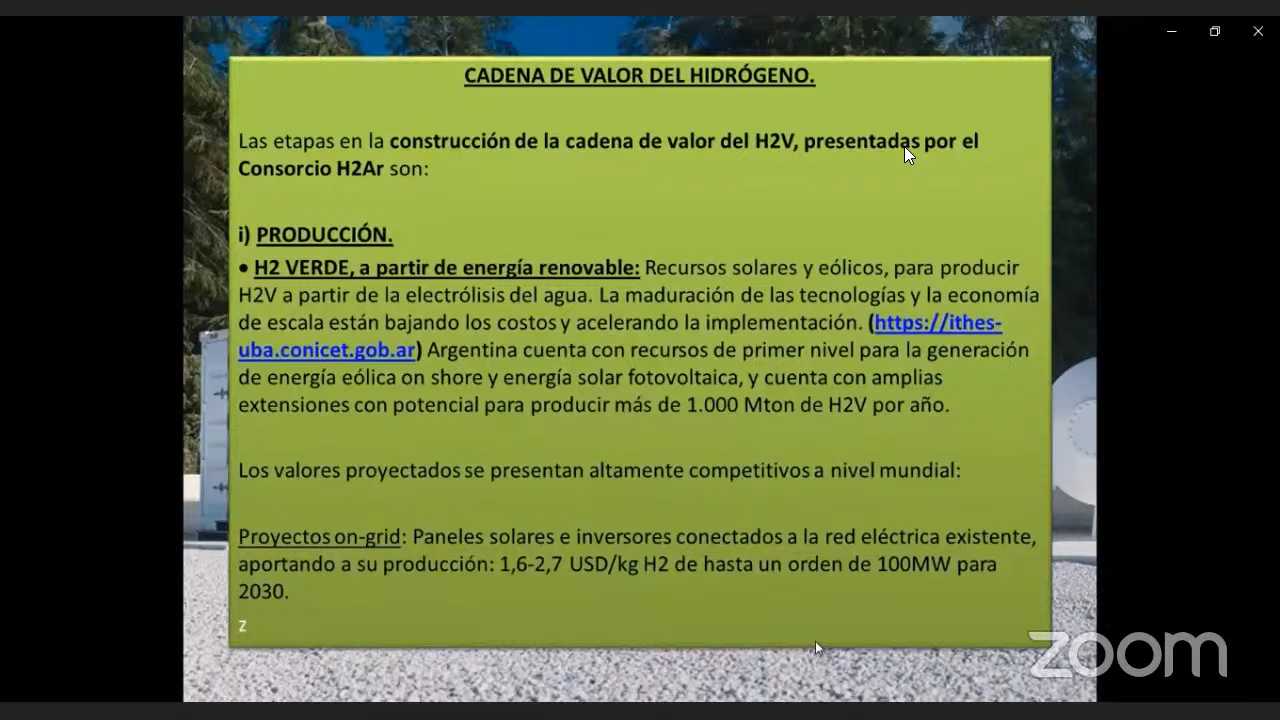 CADENA DE VALOR DEL HIDRÓGENO.
Las etapas en la construcción de la cadena de valor del H2V, presentadas por el
Consorcio H2Ar son:
i) PRODUCCIÓN.
• H2 VERDE, a partir de energía renovable: Recursos solares y eólicos, para producir
H2V a partir de la electrólisis del agua. La maduración de las tecnologías y la economía
de escala están bajando los costos y acelerando la implementación. (https://ithes-
uba.conicet.gob.ar) Argentina cuenta con recursos de primer nivel para la generación
de energía eólica on shore y energía solar fotovoltaica, y cuenta con amplias
extensiones con potencial para producir más de 1.000 Mton de H2V por año.
Los valores proyectados se presentan altamente competitivos a nivel mundial:
Proyectos on-grid: Paneles solares e inversores conectados a la red eléctrica existente,
aportando a su producción: 1,6-2,7 USD/kg H2 de hasta un orden de 100MW para
2030.
Z
zoom